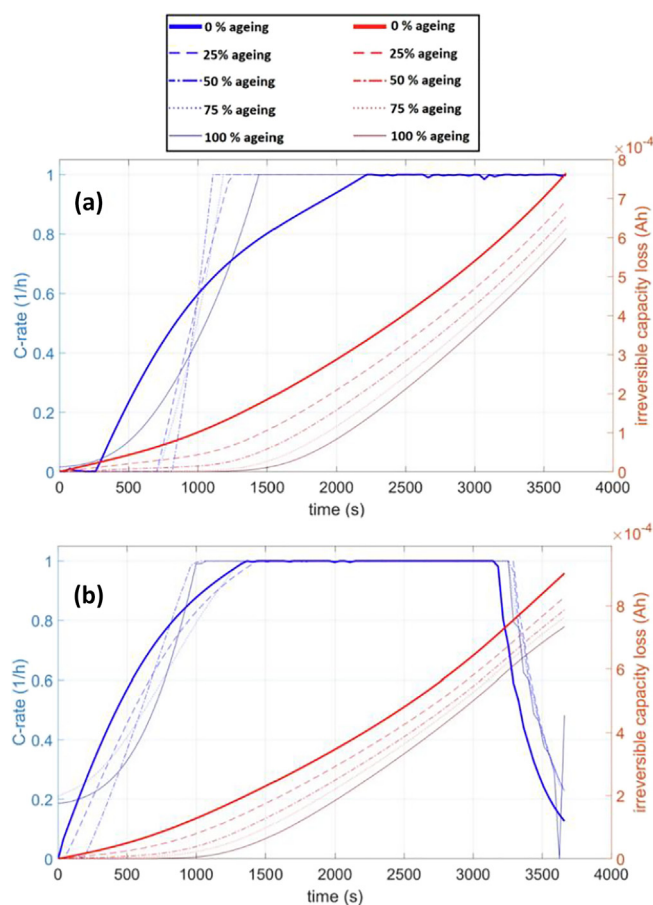 0 % ageing 0 % ageing
25% ageing 25% ageing
50 % ageing 50 % ageing
75 % ageing 75 % ageing
100 % ageing 100 % ageing
×10⁻⁴
(a)
C-rate (1/h)
1
0.8
0.6
0.4
0.2
0
8
7
6
5
4
3
2
1
0
irreversible capacity loss (Ah)
0 500 1000 1500 2000 2500 3000 3500 4000
time (s)
×10⁻⁴
(b)
C-rate (1/h)
1
0.8
0.6
0.4
0.2
0
8
6
4
2
0
irreversible capacity loss (Ah)
0 500 1000 1500 2000 2500 3000 3500 4000
time (s)